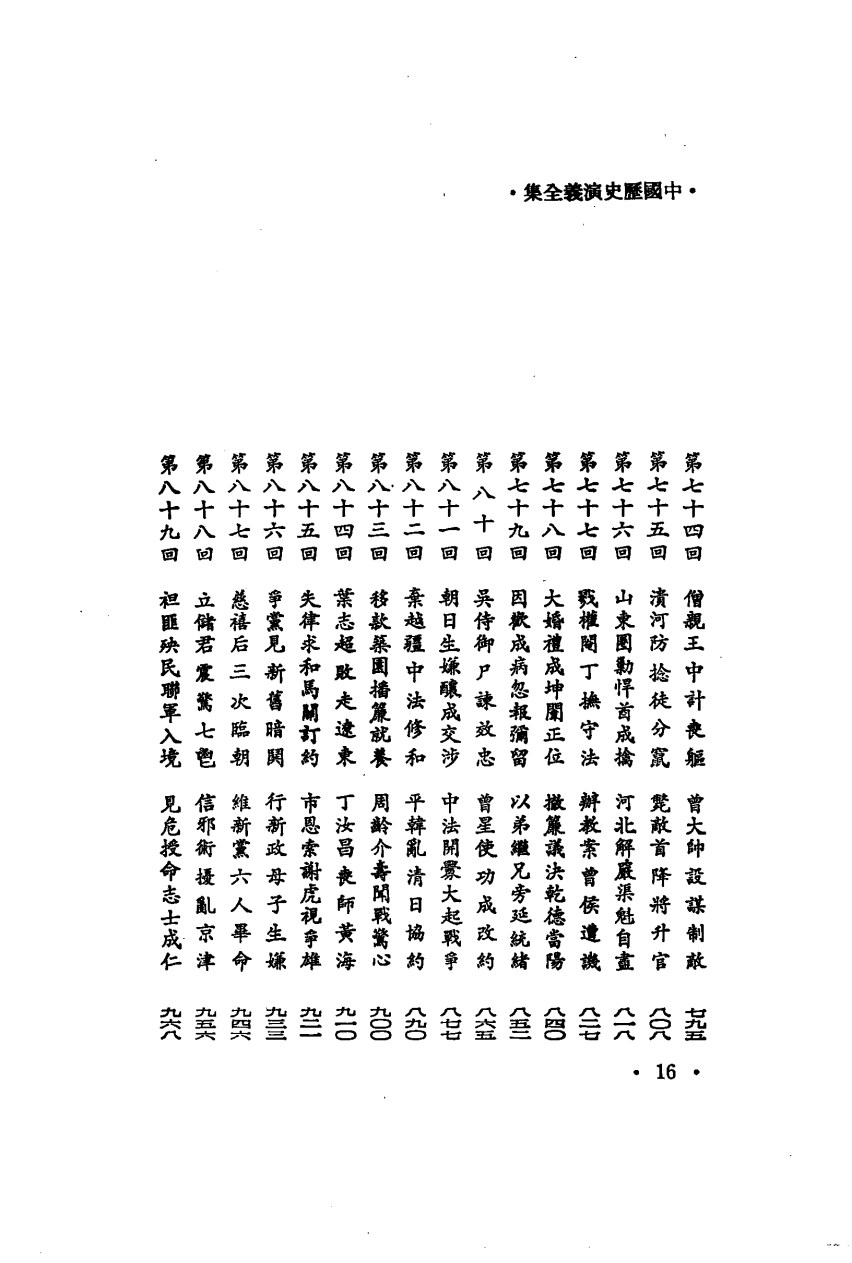 •中國歷史演義全集•
第七十四回 僧親王中計喪軀 曾大帥設謀制敵 七九五
第七十五回 潰河防捻徒分竄 斃敵首降將升官 八〇八
第七十六回 山東圈勦悍酋成擒 河北解嚴渠魁自盡 八一八
第七十七回 戮權閹丁撫守法 辦教案曾侯遭譏 八二七
第七十八回 大婚禮成坤闈正位 撤簾議決乾德當陽 八四〇
第七十九回 因歡成病忽報彌留 以弟繼兄旁延統緒 八五二
第八十回 吳侍御尸諫效忠 曾星使功成改約 八六五
第八十一回 朝日生嫌釀成交涉 中法開釁大起戰爭 八七七
第八十二回 棄越疆中法修和 平韓亂清日協約 八九〇
第八十三回 移款築園播簾就養 周齡介壽聞戰驚心 九〇〇
第八十四回 葉志超敗走遼東 丁汝昌喪師黃海 九一〇
第八十五回 失律求和馬關訂約 市恩索謝虎視爭雄 九二一
第八十六回 爭黨見新舊暗鬨 行新政母子生嫌 九三三
第八十七回 慈禧后三次臨朝 維新黨六人畢命 九四六
第八十八回 立儲君震驚七鬯 信邪術擾亂京津 九五六
第八十九回 袒匪殃民聯軍入境 見危授命志士成仁 九六八
• 16 •